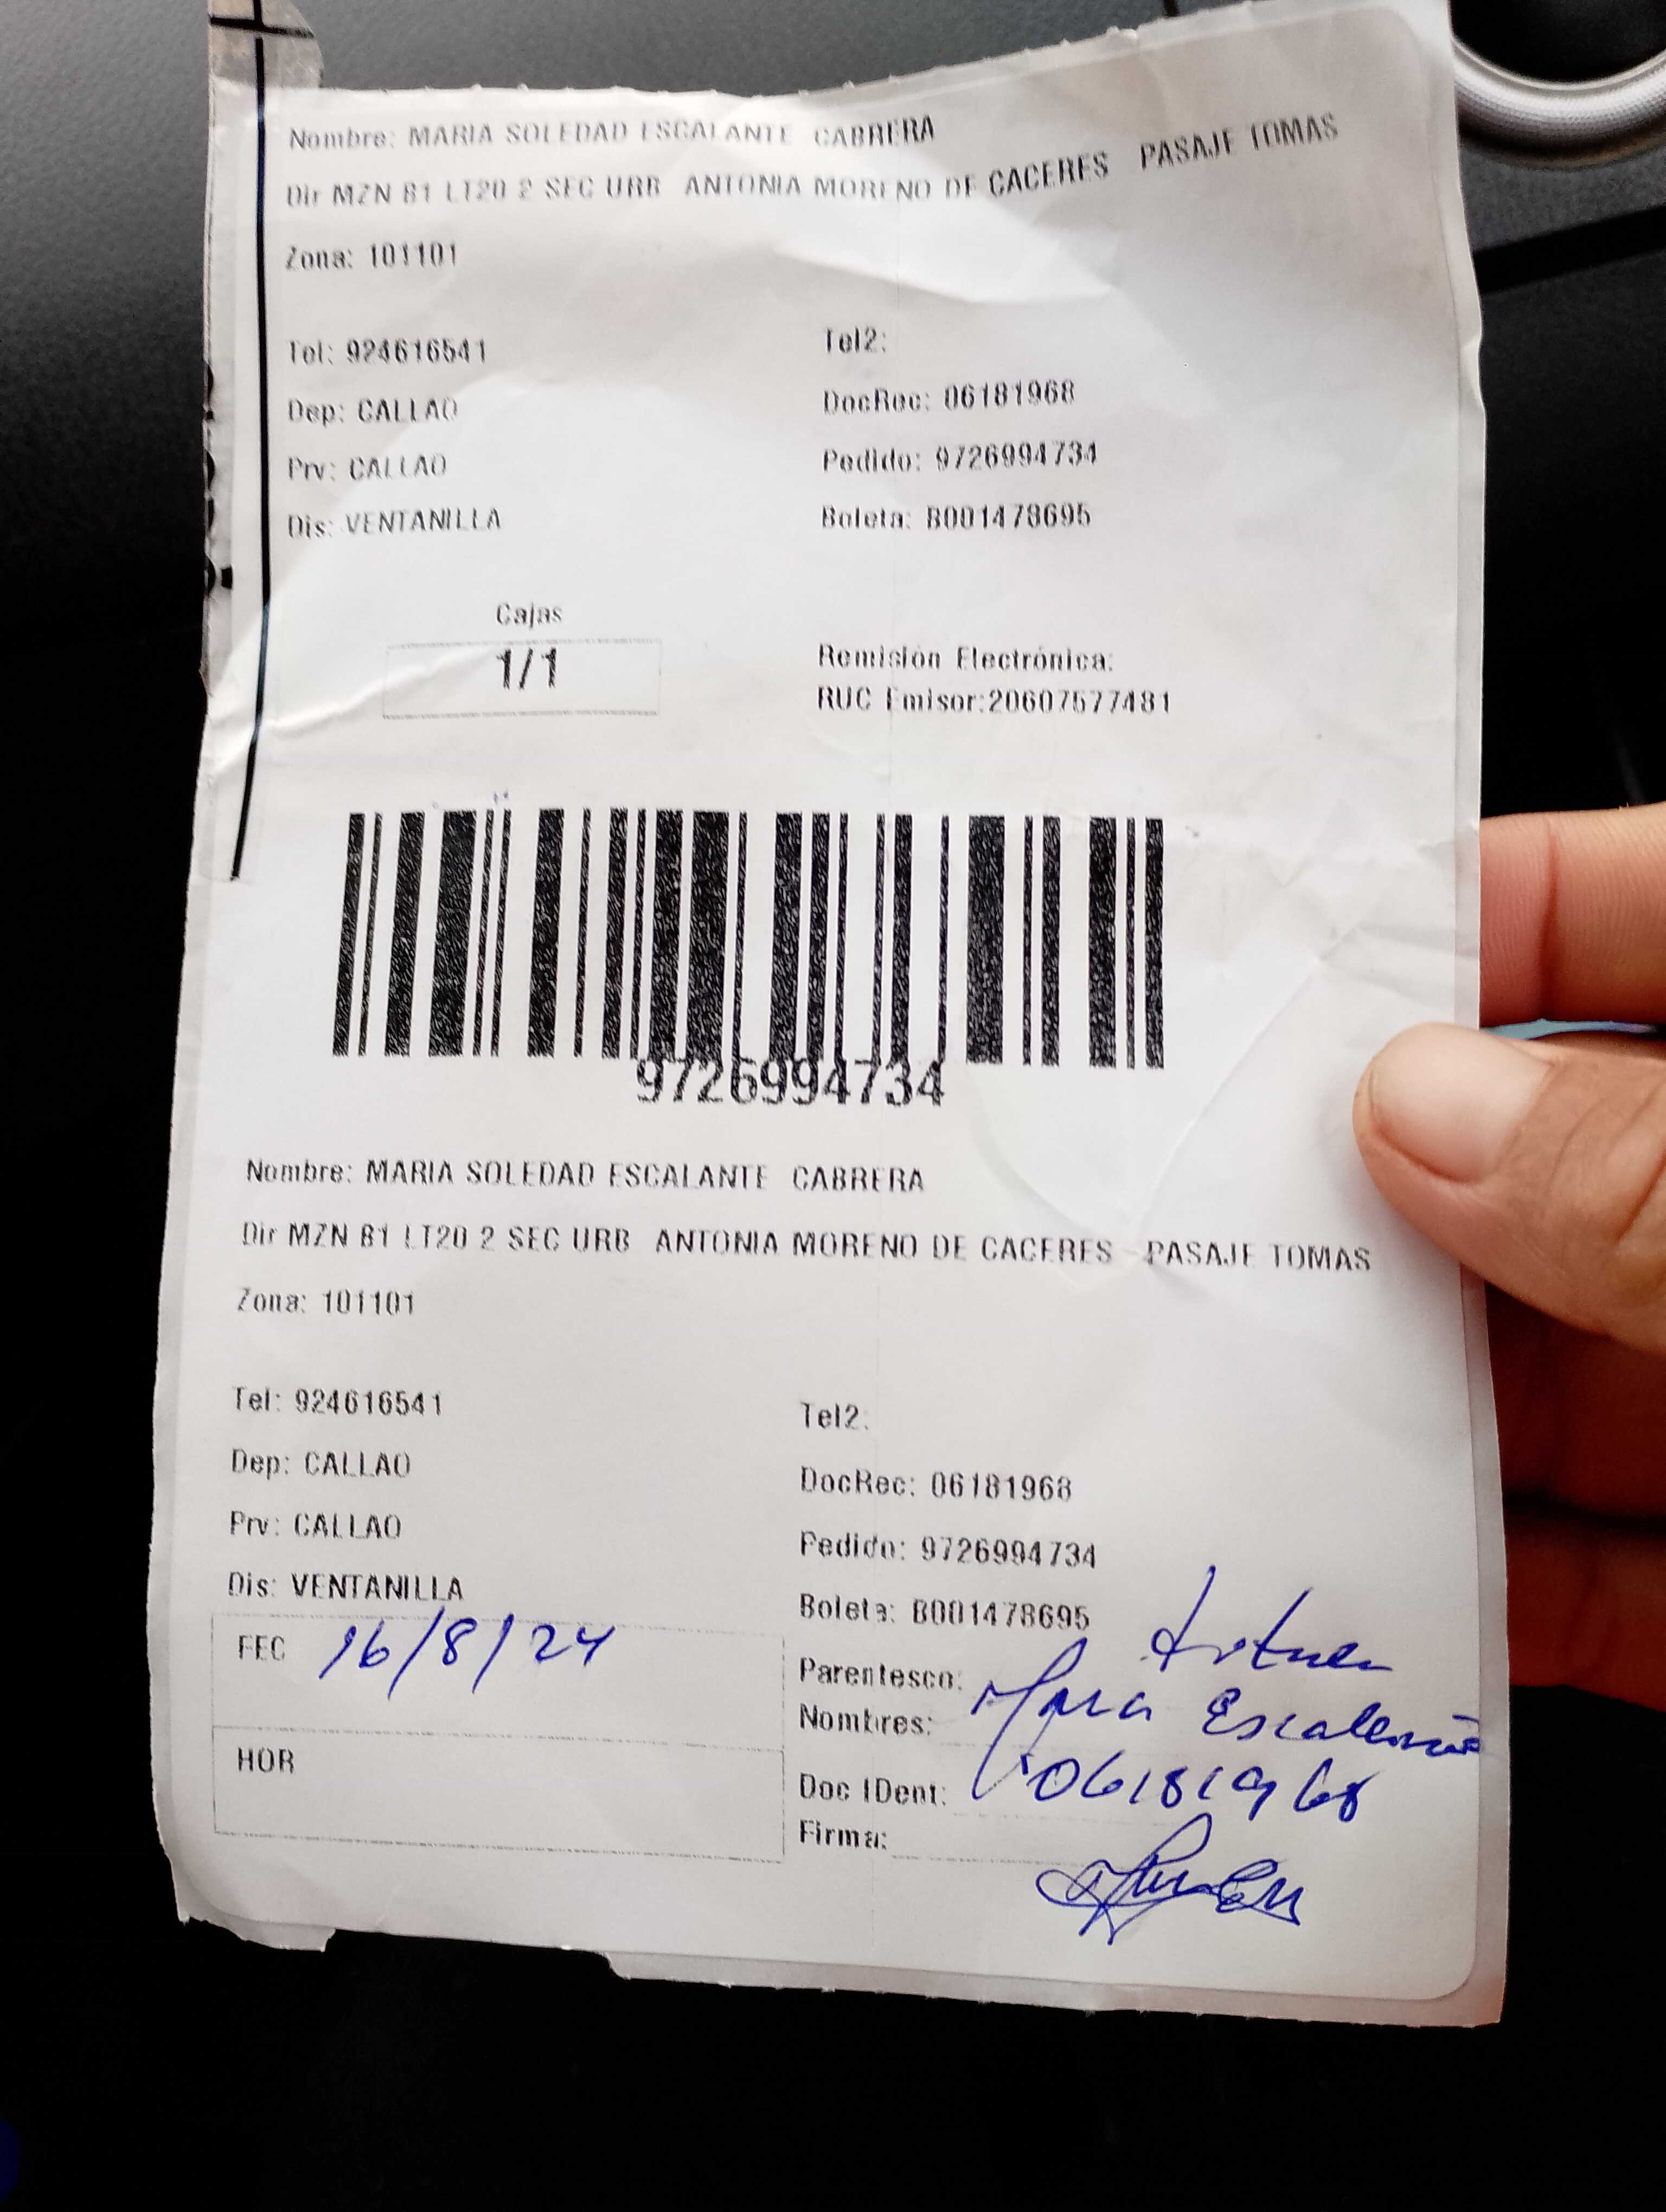 Nombre: MARIA SOLEDAD ESCALANTE CABRERA
Dir MZN B1 LT20 2 SEC URB ANTONIA MORENO DE CACERES PASAJE TOMAS
Zona: 101101
Tel: 924616541 Tel2:
Dep: CALLAO DocRec: 06181968
Prv: CALLAO Pedido: 9726994734
Dis: VENTANILLA Boleta: B001478695
Cajas
1/1
Remisión Electrónica:
RUC Emisor:20607577481
9726994734
Nombre: MARIA SOLEDAD ESCALANTE CABRERA
Dir MZN B1 LT20 2 SEC URB ANTONIA MORENO DE CACERES PASAJE TOMAS
Zona: 101101
Tel: 924616541 Tel2:
Dep: CALLAO DocRec: 06181968
Prv: CALLAO Pedido: 9726994734
Dis: VENTANILLA Boleta: B001478695
FEC 16/8/24
Parentesco:
Nombres: Escalante
HOR
Doc IDent: 06181968
Firma: